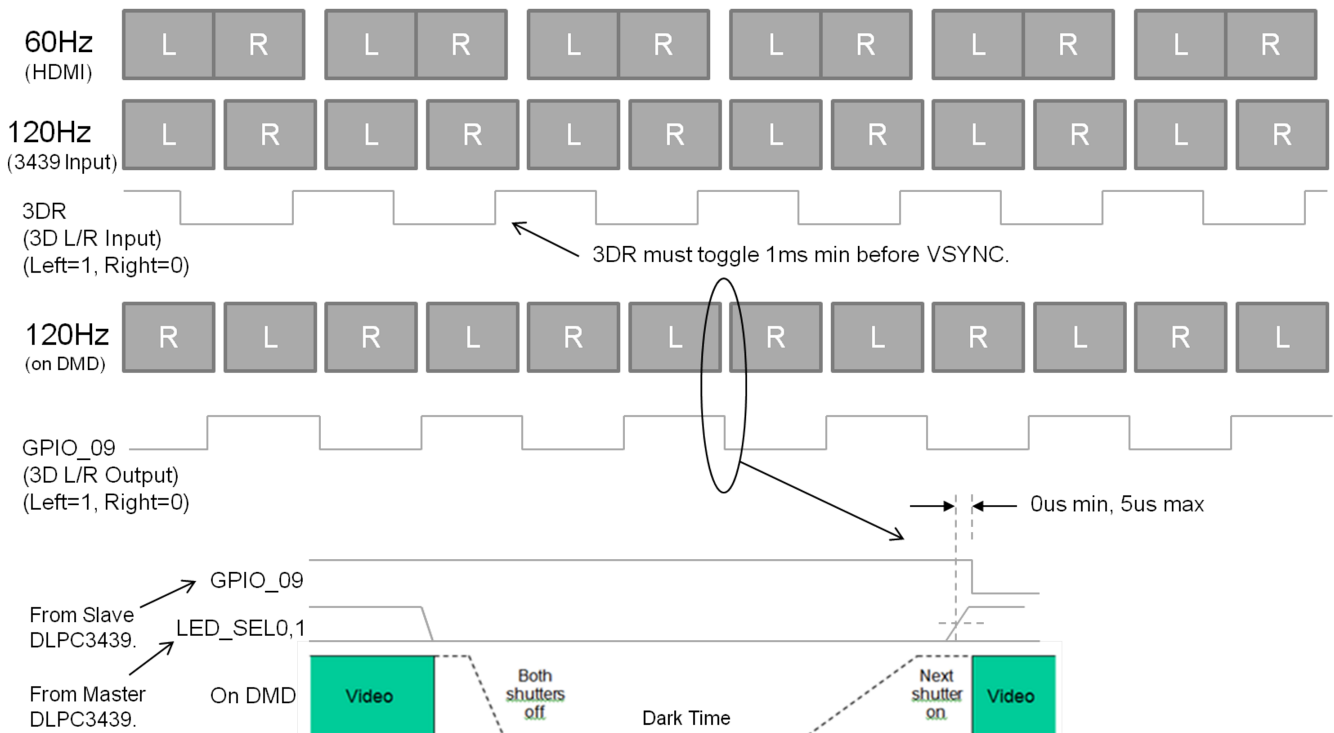 60Hz
(HDMI)
L R L R L R L R L R L R
120Hz
(3439 Input)
L R L R L R L R L R L R
3DR
(3D L/R Input)
(Left=1, Right=0)
3DR must toggle 1ms min before VSYNC.
120Hz
(on DMD)
R L R L R L R L R L R L
GPIO_09
(3D L/R Output)
(Left=1, Right=0)
0us min, 5us max
GPIO_09
From Slave
DLPC3439.
LED_SEL0,1
From Master
DLPC3439.
On DMD
Video
Both
shutters
off
Dark Time
Next
shutter
on
Video